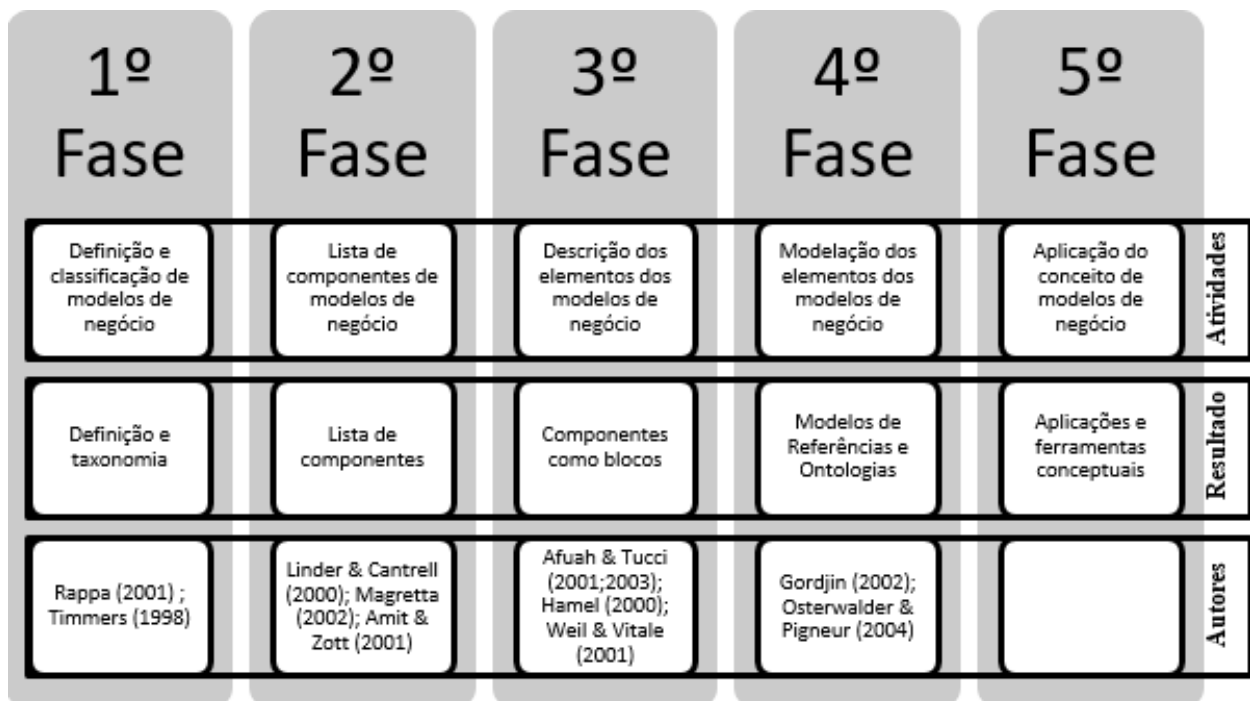 1º
Fase
2º
Fase
3º
Fase
4º
Fase
5º
Fase
Definição e
classificação de
modelos de
negócio
Lista de
componentes de
modelos de
negócio
Descrição dos
elementos dos
modelos de
negócio
Modelação dos
elementos dos
modelos de
negócio
Aplicação do
conceito de
modelos de
negócio
Atividades
Definição e
taxonomia
Lista de
componentes
Componentes
como blocos
Modelos de
Referências e
Ontologias
Aplicações e
ferramentas
conceptuais
Resultado
Rappa (2001) ;
Timmers (1998)
Linder & Cantrell
(2000); Magretta
(2002); Amit &
Zott (2001)
Afuah & Tucci
(2001;2003);
Hamel (2000);
Weil & Vitale
(2001)
Gordjin (2002);
Osterwalder &
Pigneur (2004)
Autores